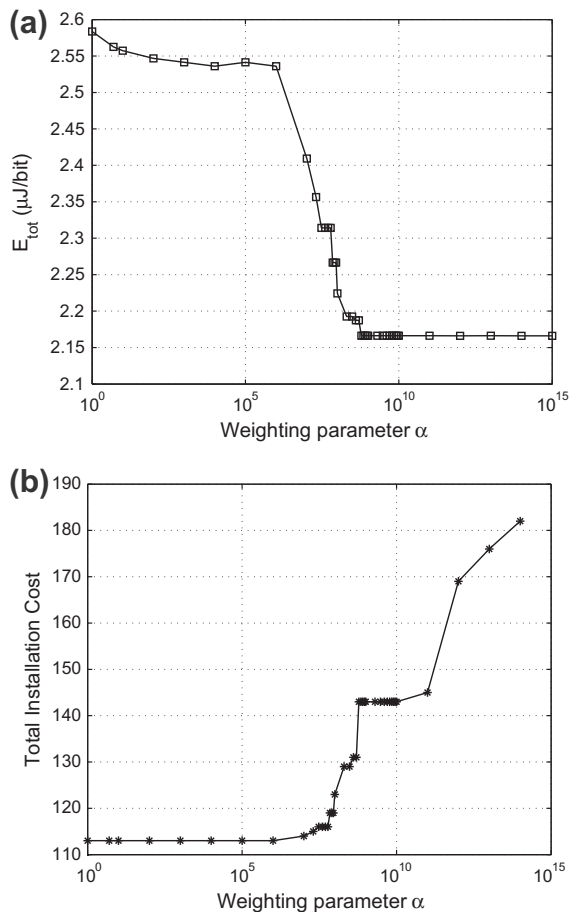 (a)
2.6
2.55
2.5
2.45
2.4
2.35
2.3
2.25
2.2
2.15
2.1
E_tot (μJ/bit)
10^0 10^5 10^10 10^15
Weighting parameter α
(b)
190
180
170
160
150
140
130
120
110
Total Installation Cost
10^0 10^5 10^10 10^15
Weighting parameter α